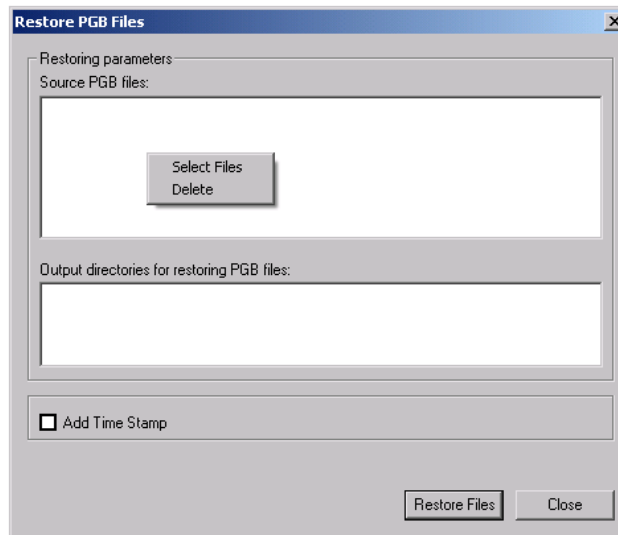 Restore PGB Files
Restoring parameters
Source PGB files:
Select Files
Delete
Output directories for restoring PGB files:
Add Time Stamp
Restore Files
Close